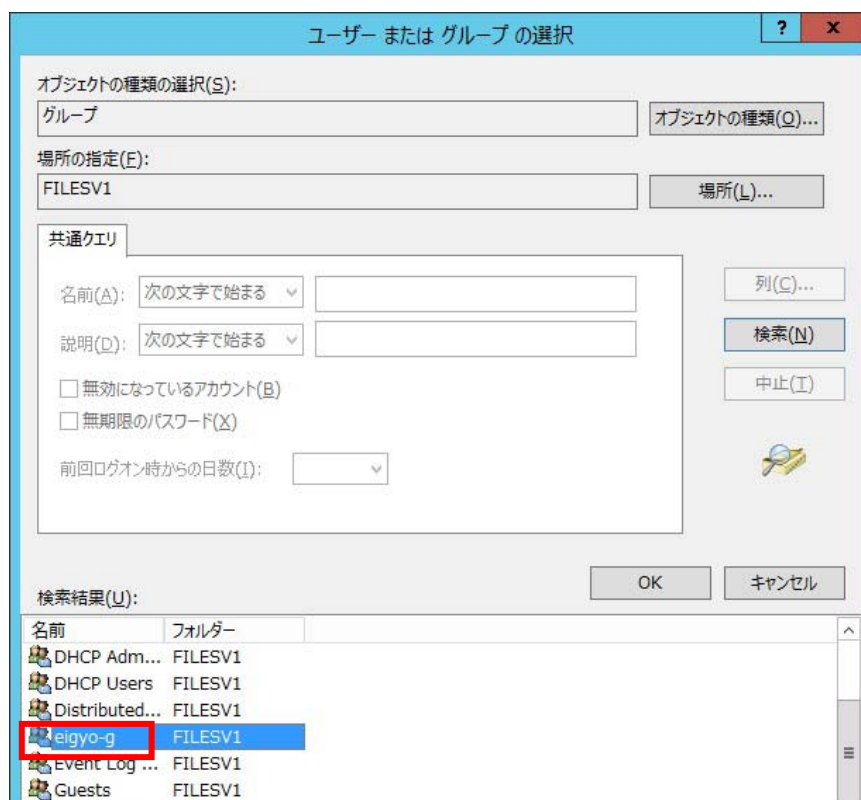 ユーザー または グループ の選択
? x
オブジェクトの種類の選択(S):
グループ
オブジェクトの種類(O)...
場所の指定(F):
FILESV1
場所(L)...
共通クエリ
名前(A): 次の文字で始まる
列(C)...
説明(D): 次の文字で始まる
検索(N)
無効になっているアカウント(B)
中止(T)
無期限のパスワード(X)
前回ログオン時からの日数(I):
OK キャンセル
検索結果(U):
名前 フォルダー
DHCP Adm... FILESV1
DHCP Users FILESV1
Distributed... FILESV1
eigyo-g FILESV1
Event Log ... FILESV1
Guests FILESV1